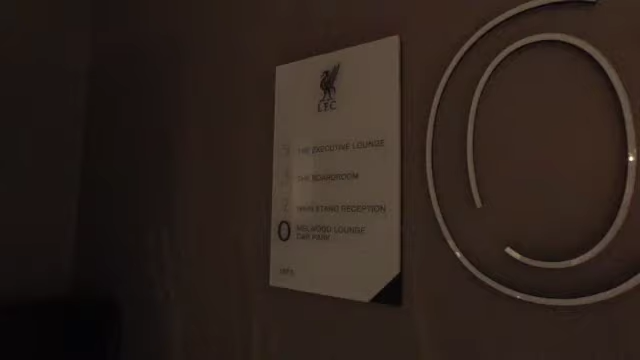 LFC
THE EXECUTIVE LOUNGE
THE BOARDROOM
MAIN STAND RECEPTION
0 MELWOOD LOUNGE
CAR PARK